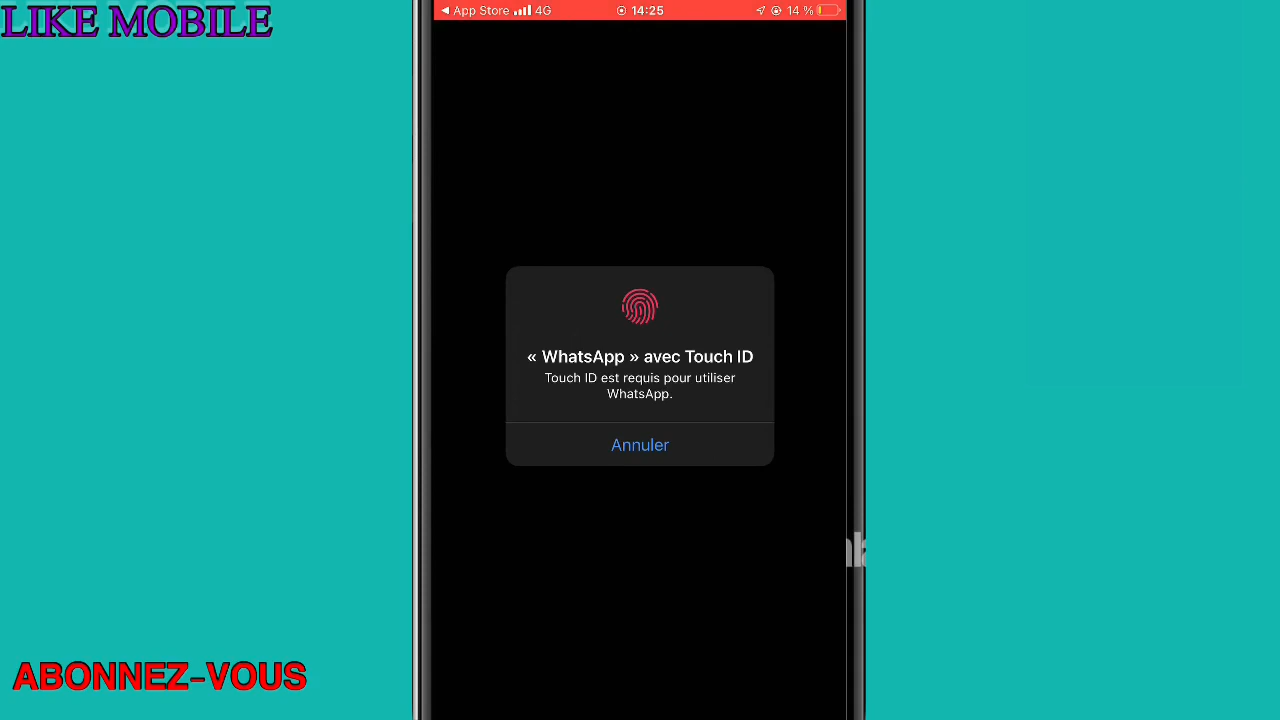 LIKE MOBILE
App Store 4G 14:25 14 %
« WhatsApp » avec Touch ID
Touch ID est requis pour utiliser
WhatsApp.
Annuler
ABONNEZ-VOUS